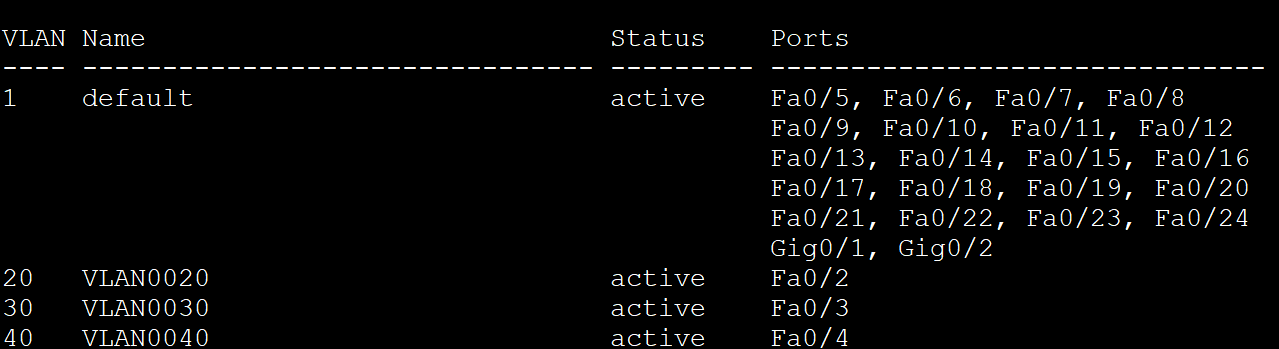 VLAN Name                             Status    Ports
---- -------------------------------- --------- -------------------------------
1    default                          active    Fa0/5, Fa0/6, Fa0/7, Fa0/8
                                                Fa0/9, Fa0/10, Fa0/11, Fa0/12
                                                Fa0/13, Fa0/14, Fa0/15, Fa0/16
                                                Fa0/17, Fa0/18, Fa0/19, Fa0/20
                                                Fa0/21, Fa0/22, Fa0/23, Fa0/24
                                                Gig0/1, Gig0/2
20   VLAN0020                         active    Fa0/2
30   VLAN0030                         active    Fa0/3
40   VLAN0040                         active    Fa0/4